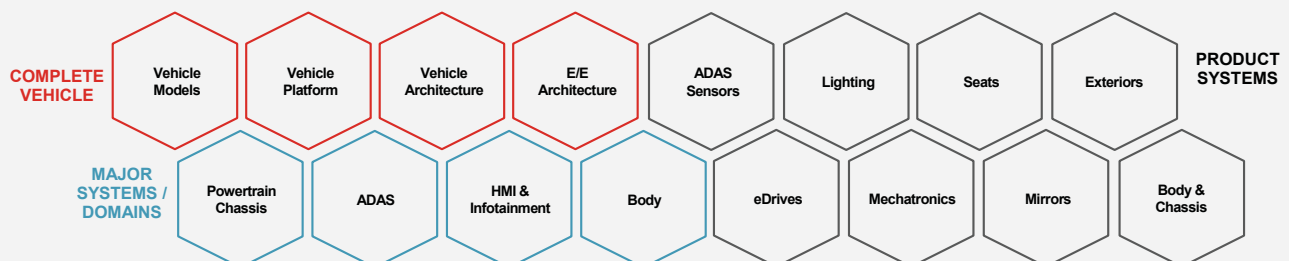 COMPLETE
VEHICLE
Vehicle
Models
Vehicle
Platform
Vehicle
Architecture
E/E
Architecture
ADAS
Sensors
Lighting
Seats
Exteriors
PRODUCT
SYSTEMS
MAJOR
SYSTEMS /
DOMAINS
Powertrain
Chassis
ADAS
HMI &
Infotainment
Body
eDrives
Mechatronics
Mirrors
Body &
Chassis